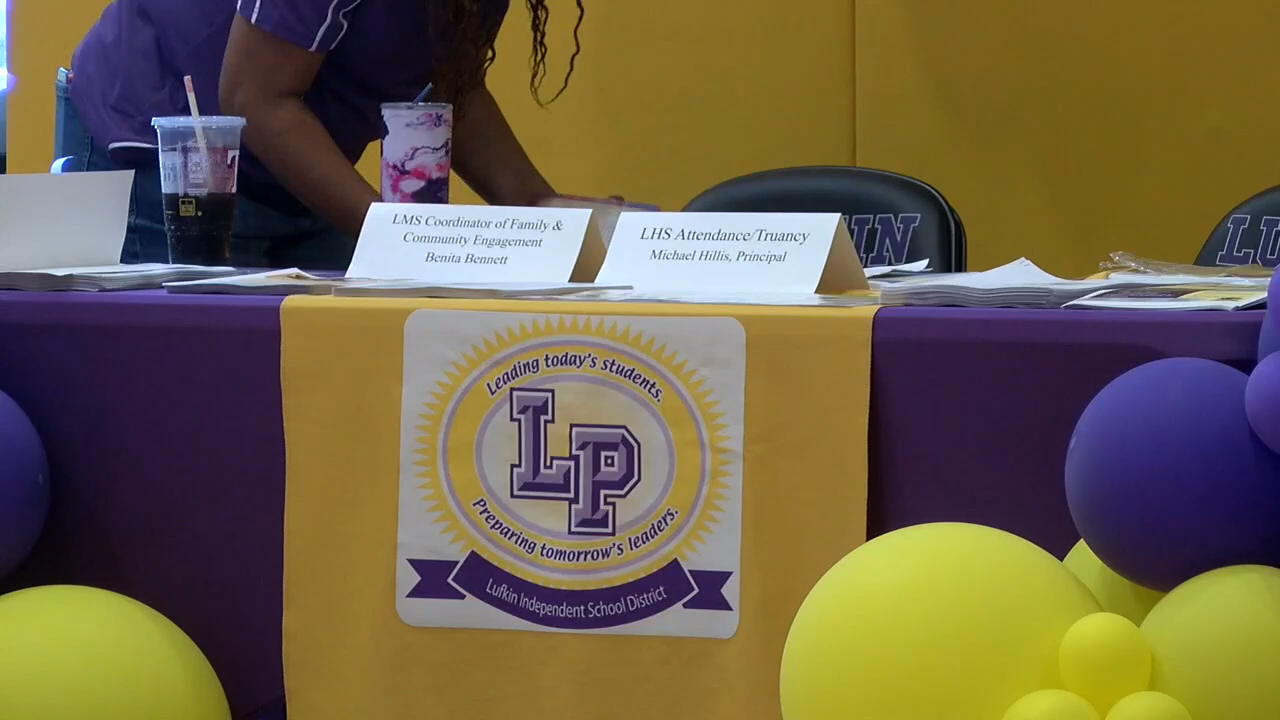 LMS Coordinator of Family &
Community Engagement
Benita Bennett
LHS Attendance/Truancy
Michael Hillis, Principal
Leading today's students.
LP
Preparing tomorrow's leaders.
Lufkin Independent School District